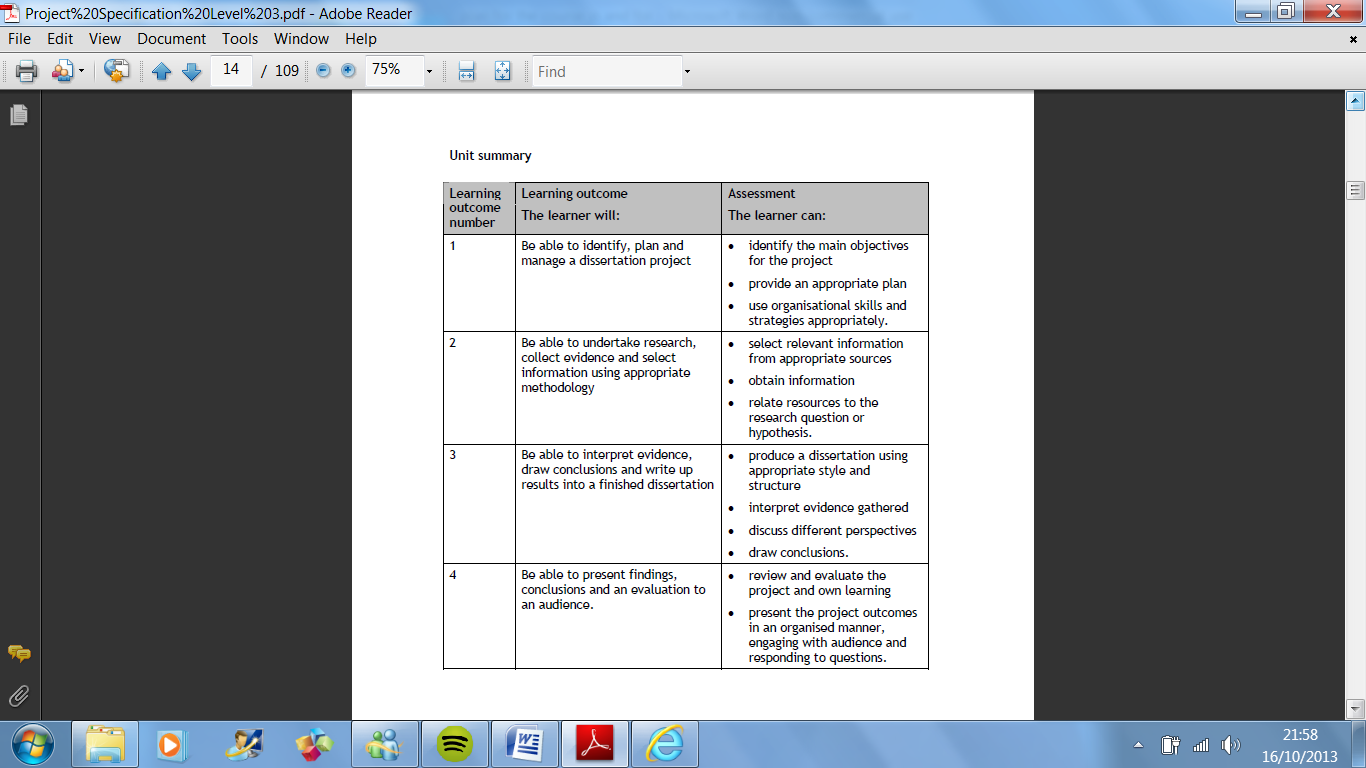 Project%20Specification%20Level%203.pdf - Adobe Reader
File Edit View Document Tools Window Help
14 / 109 75% Find
Unit summary
Learning outcome number
Learning outcome
The learner will:
Assessment
The learner can:
1
Be able to identify, plan and
manage a dissertation project
• identify the main objectives
for the project
• provide an appropriate plan
• use organisational skills and
strategies appropriately.
2
Be able to undertake research,
collect evidence and select
information using appropriate
methodology
• select relevant information
from appropriate sources
• obtain information
• relate resources to the
research question or
hypothesis.
3
Be able to interpret evidence,
draw conclusions and write up
results into a finished dissertation
• produce a dissertation using
appropriate style and
structure
• interpret evidence gathered
• discuss different perspectives
• draw conclusions.
4
Be able to present findings,
conclusions and an evaluation to
an audience.
• review and evaluate the
project and own learning
• present the project outcomes
in an organised manner,
engaging with audience and
responding to questions.
21:58
16/10/2013